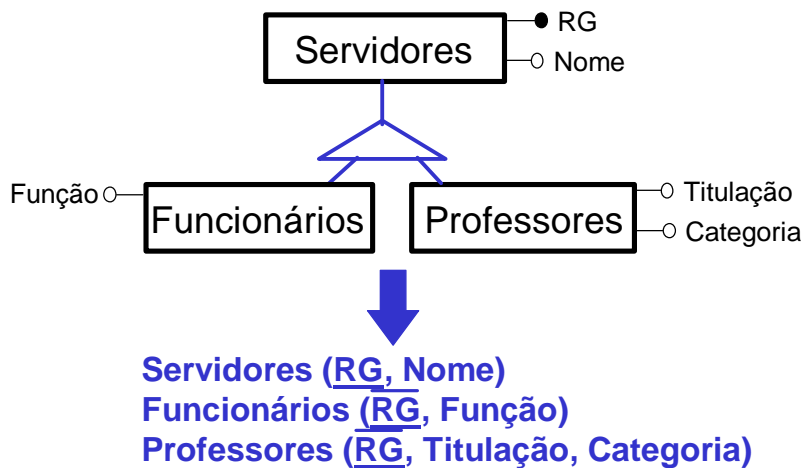 RG
Servidores
Nome
Função
Funcionários
Professores
Titulação
Categoria
Servidores (RG, Nome)
Funcionários (RG, Função)
Professores (RG, Titulação, Categoria)